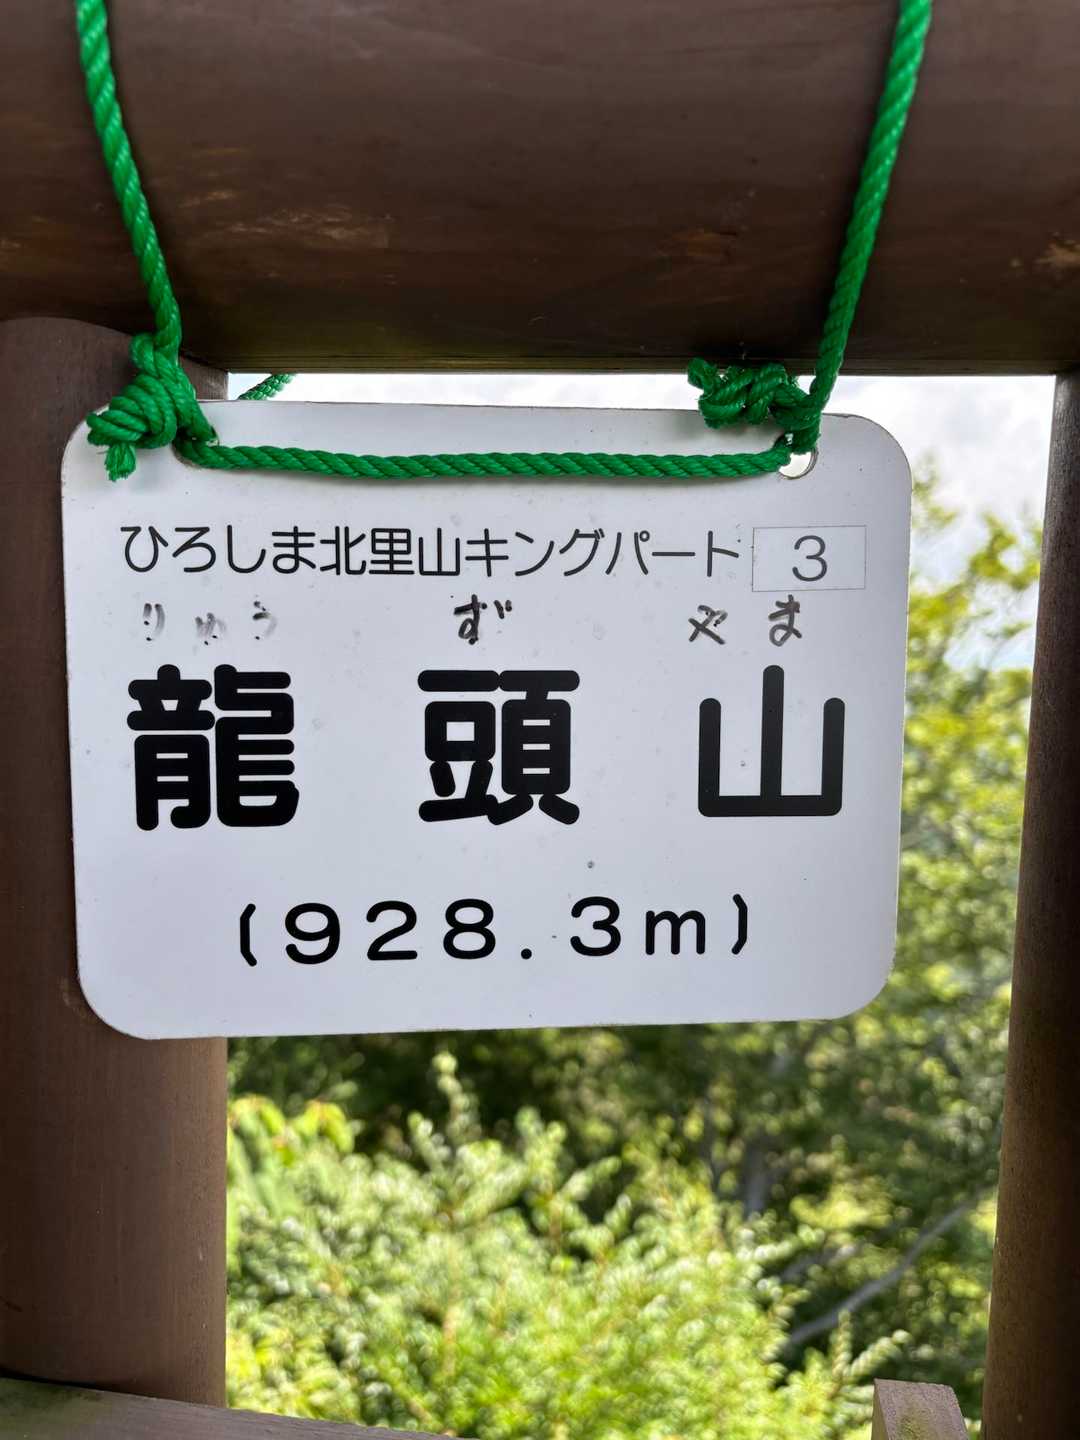 ひろしま北里山キングパート 3
りゅう ず やま
龍頭山
(928.3m)